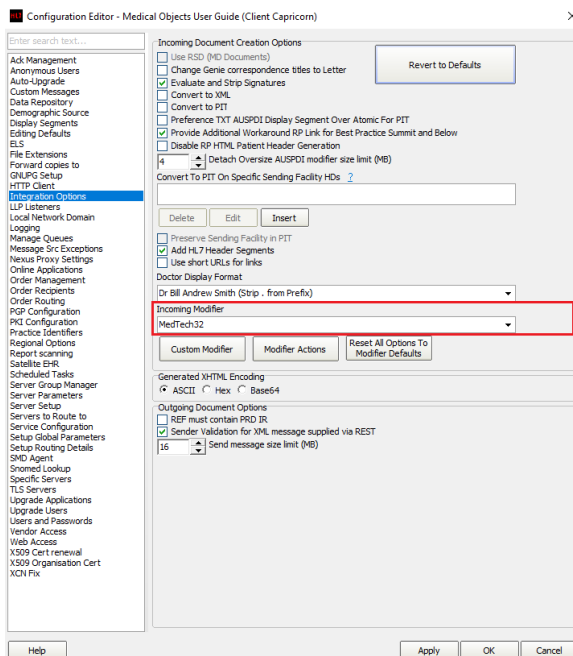 Configuration Editor - Medical Objects User Guide (Client Capricorn)
Enter search text...
Ack Management
Anonymous Users
Auto-Upgrade
Custom Messages
Data Repository
Demographic Source
Display Segments
Editing Defaults
ELS
File Extensions
Forward copies to
GNUPG Setup
HTTP Client
Integration Options
LLP Listeners
Local Network Domain
Logging
Manage Queues
Message Src Exceptions
Nexus Proxy Settings
Online Applications
Order Management
Order Recipients
Order Routing
PGP Configuration
PKI Configuration
Practice Identifiers
Regional Options
Report scanning
Satellite EHR
Scheduled Tasks
Server Group Manager
Server Parameters
Server Setup
Servers to Route to
Service Configuration
Setup Global Parameters
Setup Routing Details
SMD Agent
Snomed Lookup
Specific Servers
TLS Servers
Upgrade Applications
Upgrade Users
Users and Passwords
Vendor Access
Web Access
X509 Cert renewal
X509 Organisation Cert
XCN Fix
Incoming Document Creation Options
Use RSD (MD Documents)
Revert to Defaults
Change Genie correspondence titles to Letter
Evaluate and Strip Signatures
Convert to XML
Convert to PIT
Preference TXT AUSPDI Display Segment Over Atomic For PIT
Provide Additional Workaround RP Link for Best Practice Summit and Below
Disable RP HTML Patient Header Generation
4 Detach Oversize AUSPDI modifier size limit (MB)
Convert To PIT On Specific Sending Facility HDs ?
Delete Edit Insert
Preserve Sending Facility in PIT
Add HL7 Header Segments
Use short URLs for links
Doctor Display Format
Dr Bill Andrew Smith (Strip . from Prefix)
Incoming Modifier
MedTech32
Custom Modifier Modifier Actions Reset All Options To
Modifier Defaults
Generated XHTML Encoding
ASCII Hex Base64
Outgoing Document Options
REF must contain PRD IR
Sender Validation for XML message supplied via REST
16 Send message size limit (MB)
Help Apply OK Cancel